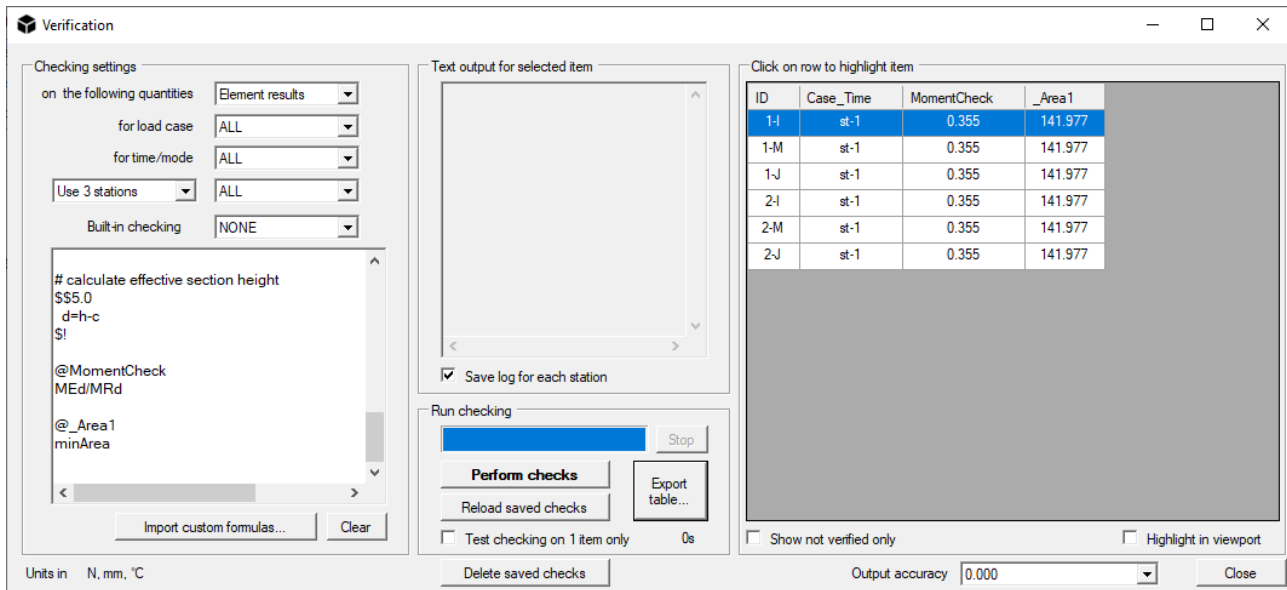 Verification
Checking settings
on the following quantities Element results
for load case ALL
for time/mode ALL
Use 3 stations ALL
Built-in checking NONE
# calculate effective section height
$$5.0
d=h-c
$!
@MomentCheck
MEd/MRd
@_Area1
minArea
Import custom formulas... Clear
Units in N, mm, °C
Text output for selected item
Save log for each station
Run checking
Stop
Perform checks
Export table...
Reload saved checks
Test checking on 1 item only 0s
Delete saved checks
Click on row to highlight item
ID Case_Time MomentCheck _Area1
1-I st-1 0.355 141.977
1-M st-1 0.355 141.977
1-J st-1 0.355 141.977
2-I st-1 0.355 141.977
2-M st-1 0.355 141.977
2-J st-1 0.355 141.977
Show not verified only Highlight in viewport
Output accuracy 0.000 Close